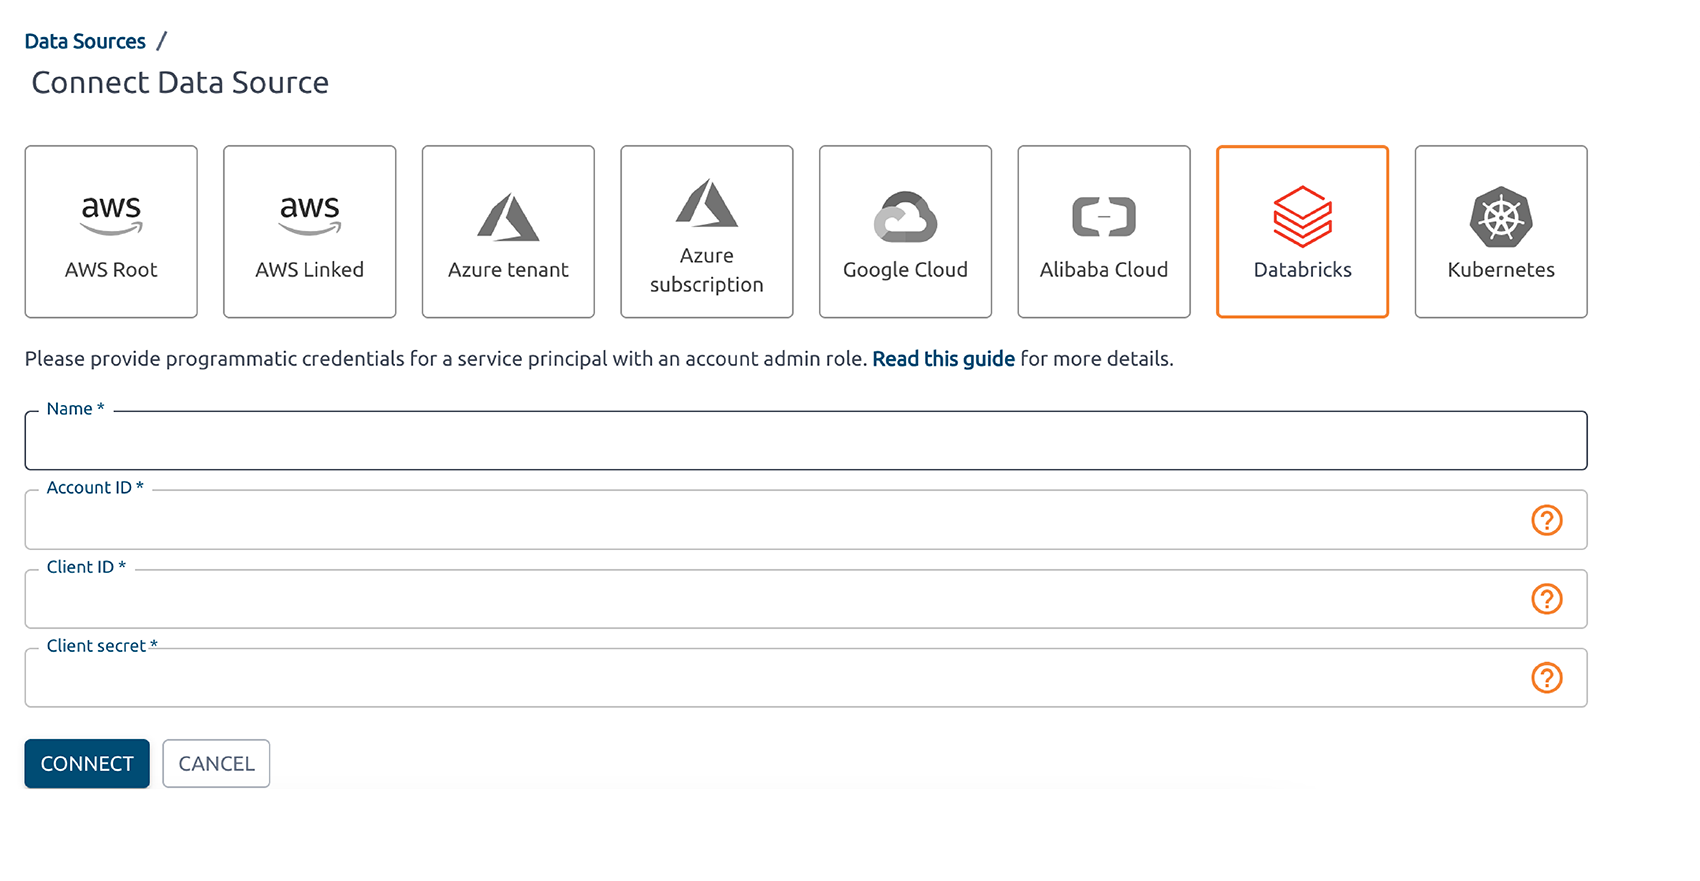 Data Sources /
Connect Data Source
aws
AWS Root
aws
AWS Linked
Azure tenant
Azure
subscription
Google Cloud
Alibaba Cloud
Databricks
Kubernetes
Please provide programmatic credentials for a service principal with an account admin role. Read this guide for more details.
Name *
Account ID *
?
Client ID *
?
Client secret *
?
CONNECT
CANCEL